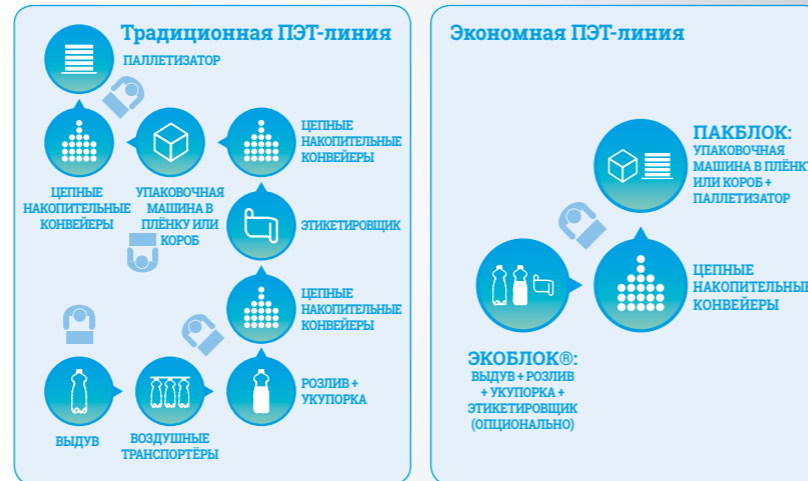 Традиционная ПЭТ-линия
ПАЛЛЕТИЗАТОР
ЦЕПНЫЕ
НАКОПИТЕЛЬНЫЕ
КОНВЕЙЕРЫ
УПАКОВОЧНАЯ
МАШИНА В
ПЛЁНКУ ИЛИ
КОРОБ
ЦЕПНЫЕ
НАКОПИТЕЛЬНЫЕ
КОНВЕЙЕРЫ
ЭТИКЕТИРОВЩИК
ЦЕПНЫЕ
НАКОПИТЕЛЬНЫЕ
КОНВЕЙЕРЫ
ВЫДУВ
ВОЗДУШНЫЕ
ТРАНСПОРТЁРЫ
РОЗЛИВ +
УКУПОРКА
Экономная ПЭТ-линия
ПАКБЛОК:
УПАКОВОЧНАЯ
МАШИНА В ПЛЁНКУ
ИЛИ КОРОБ +
ПАЛЛЕТИЗАТОР
ЦЕПНЫЕ
НАКОПИТЕЛЬНЫЕ
КОНВЕЙЕРЫ
ЭКОБЛОК®:
ВЫДУВ + РОЗЛИВ
+ УКУПОРКА +
ЭТИКЕТИРОВЩИК
(ОПЦИОНАЛЬНО)